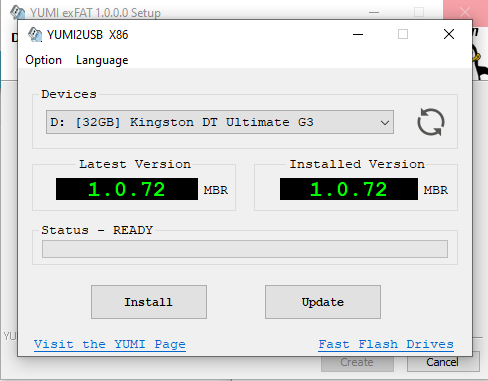 YUMI exFAT 1.0.0.0 Setup
YUMI2USB X86
Option Language
Devices
D: [32GB] Kingston DT Ultimate G3
Latest Version Installed Version
1.0.72 MBR 1.0.72 MBR
Status - READY
Install Update
Visit the YUMI Page Fast Flash Drives
Create Cancel